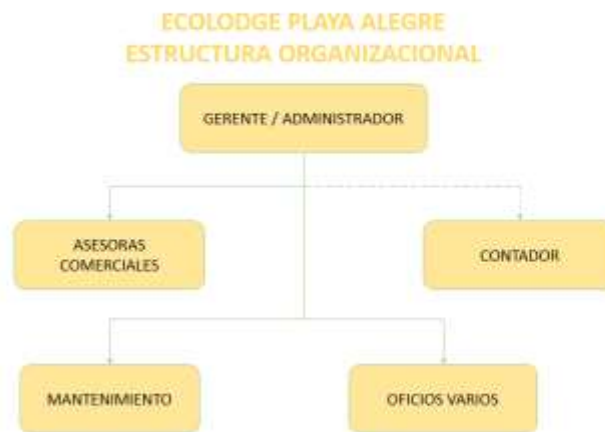 ECOLODGE PLAYA ALEGRE
ESTRUCTURA ORGANIZACIONAL
GERENTE / ADMINISTRADOR
ASESORAS
COMERCIALES
CONTADOR
MANTENIMIENTO
OFICIOS VARIOS